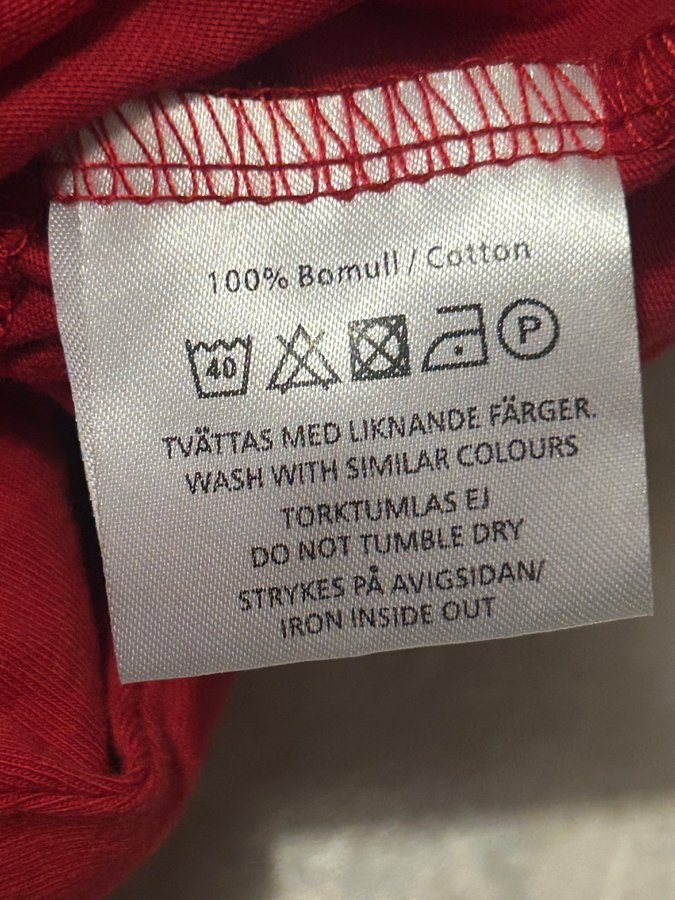 100% Bomull / Cotton
40 P
TVÄTTAS MED LIKNANDE FÄRGER.
WASH WITH SIMILAR COLOURS
TORKTUMLAS EJ
DO NOT TUMBLE DRY
STRYKES PÅ AVIGSIDAN/
IRON INSIDE OUT